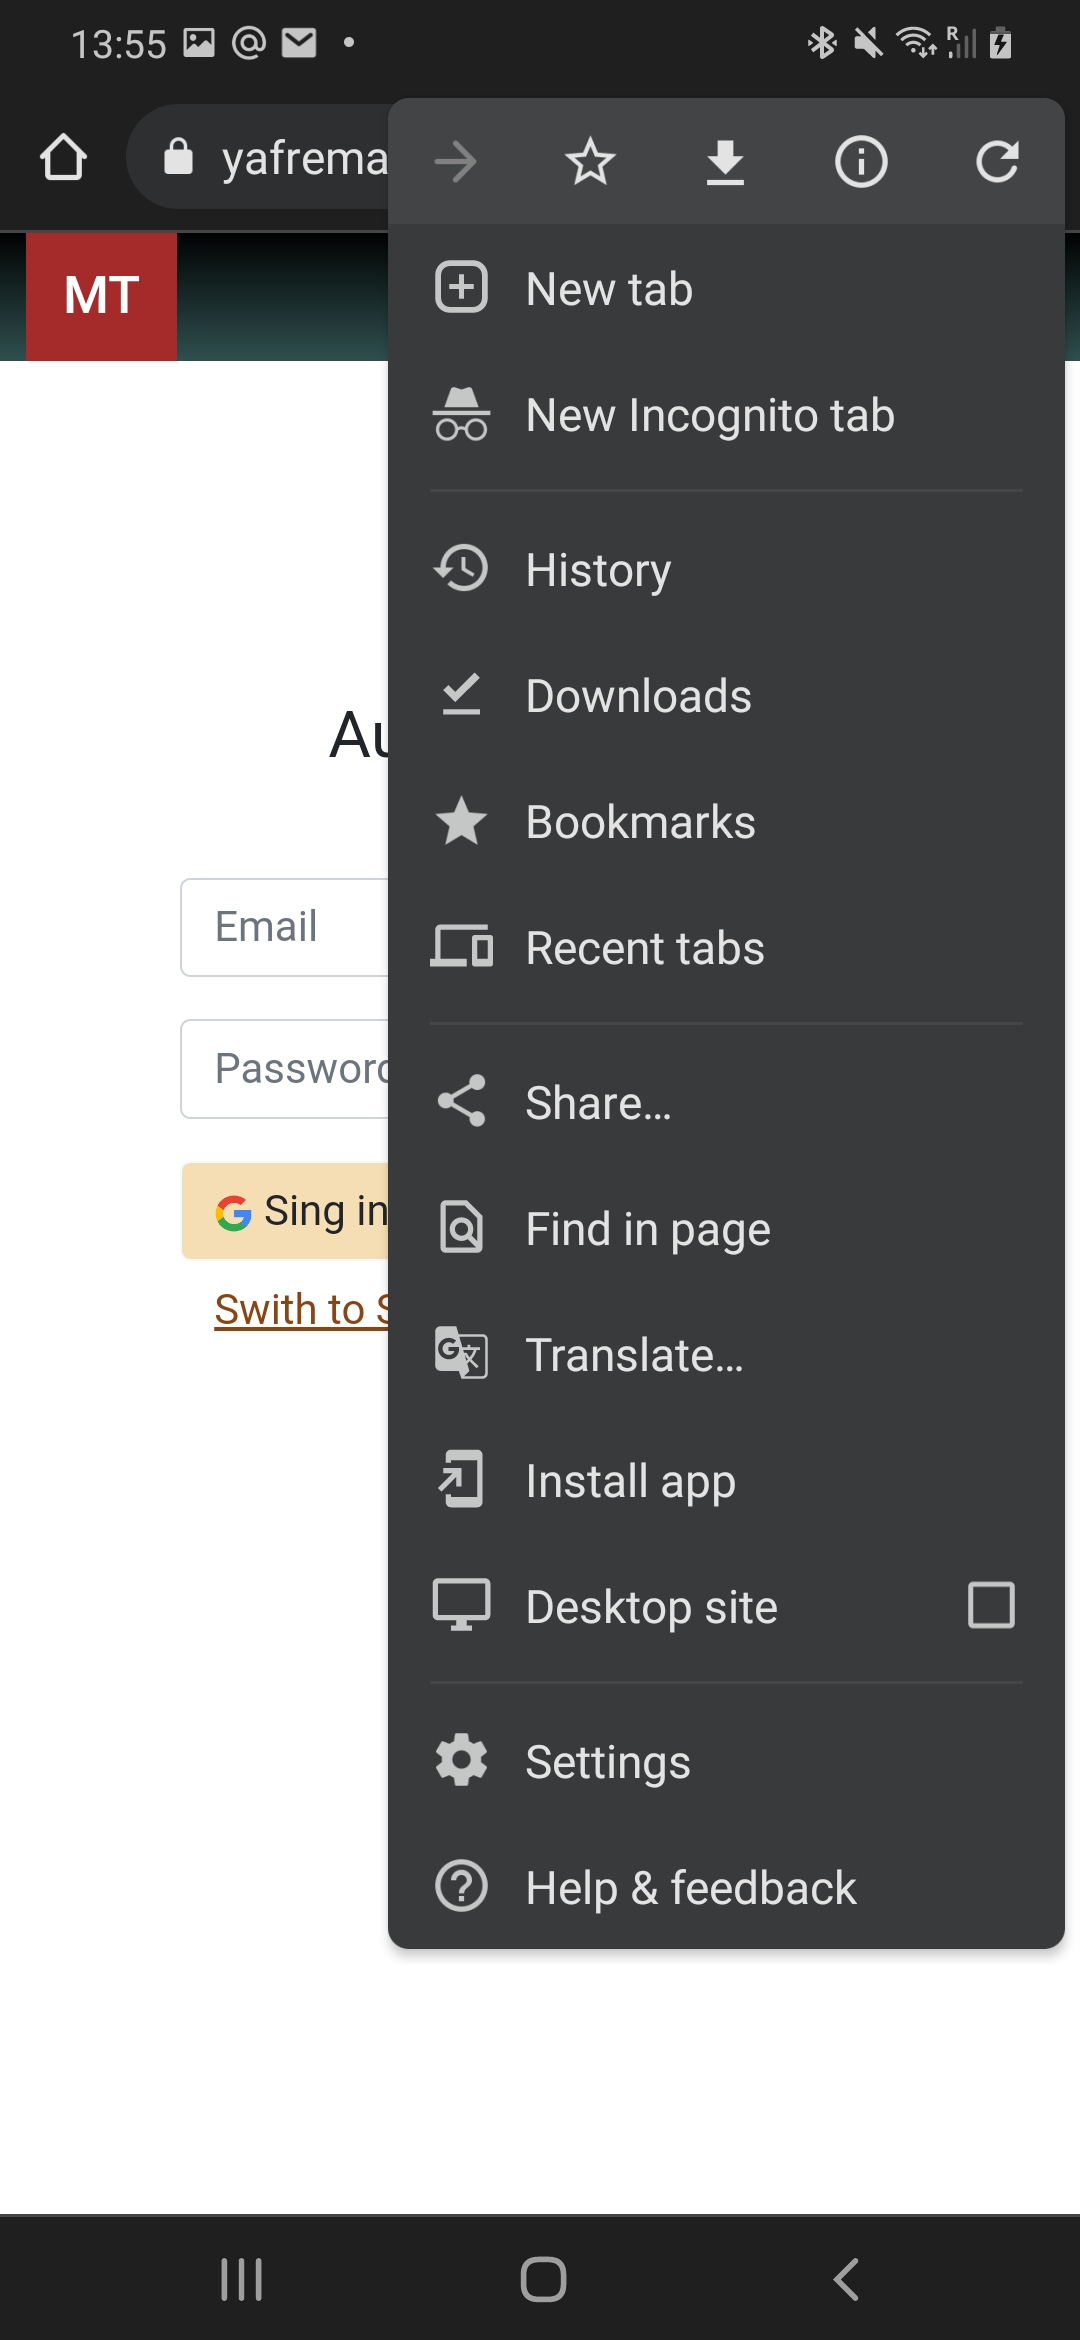 13:55
yafrema
MT
New tab
New Incognito tab
History
Downloads
Au
Bookmarks
Email
Recent tabs
Password
Share...
Sing in
Find in page
Swith to S
Translate...
Install app
Desktop site
Settings
Help & feedback